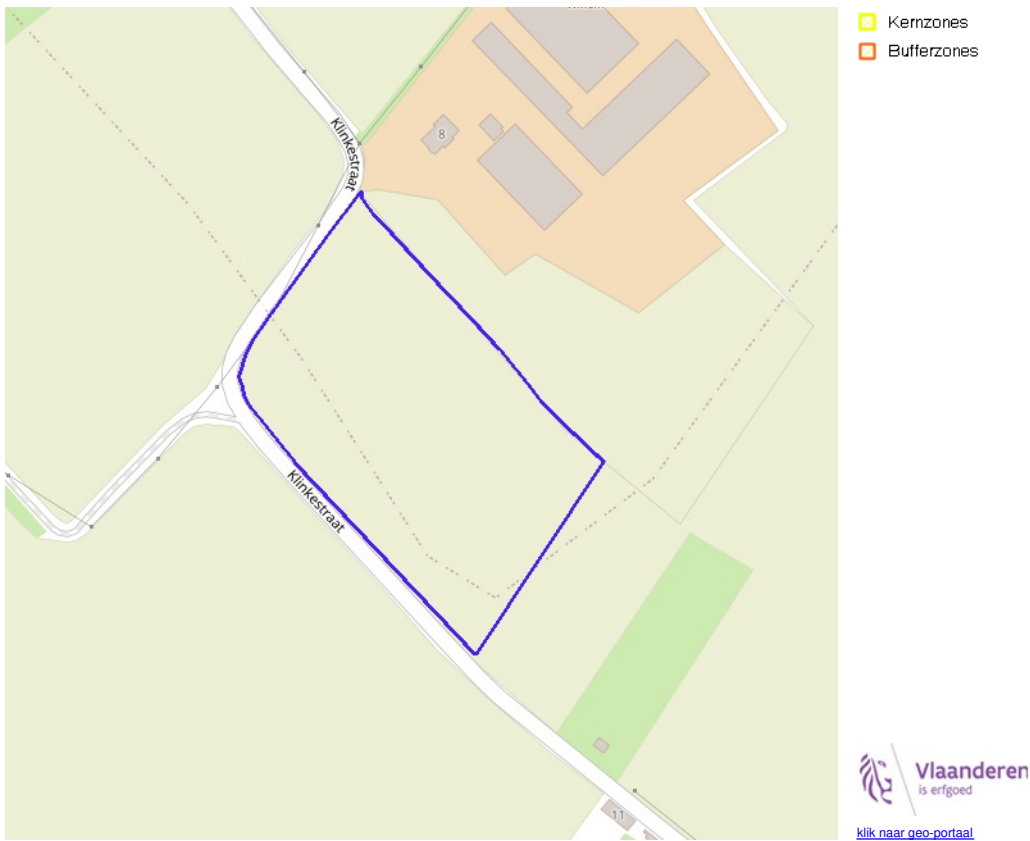 Kernzones
Bufferzones
8
Klinkestraat
Klinkestraat
11
Vlaanderen
is erfgoed
klik naar geo-portaal